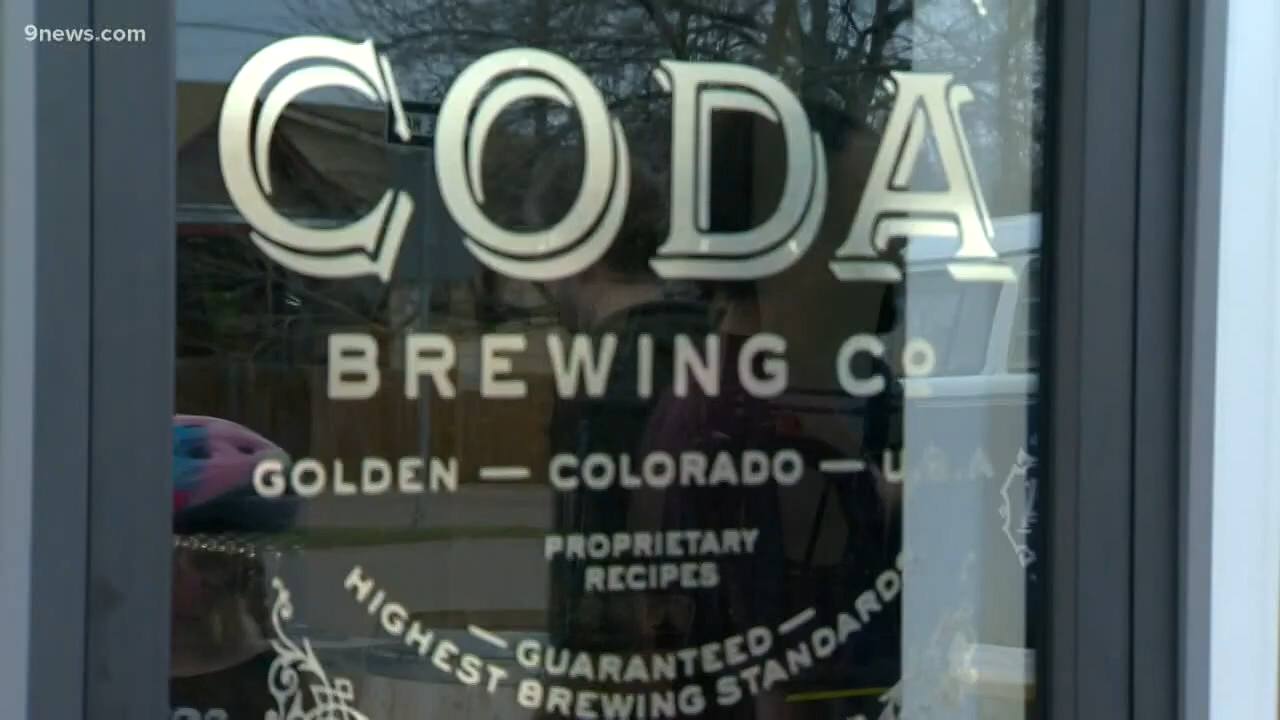 9news.com
CODA
BREWING Co
GOLDEN — COLORADO — U.S.A
PROPRIETARY
RECIPES
— GUARANTEED —
HIGHEST BREWING STANDARDS